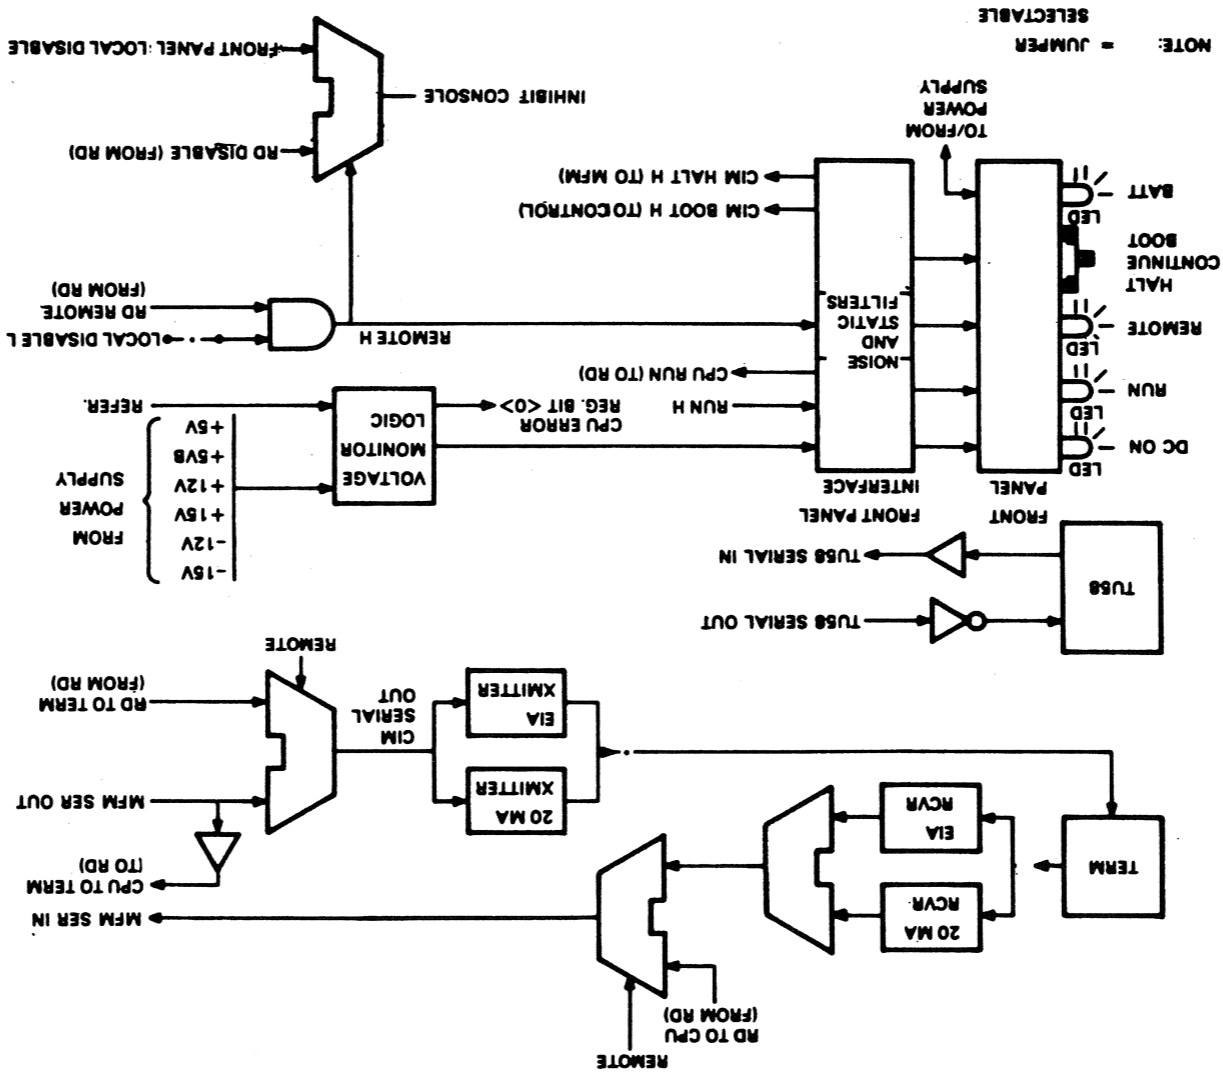 REMOTE
RD TO CPU
(FROM RD)
20 MA
RCVR
MFM SER IN
TERM
CPU TO TERM
(TO RD)
EIA
RCVR
20 MA
XMITTER
MFM SER OUT
CIM
SERIAL
OUT
EIA
XMITTER
RD TO TERM
(FROM RD)
REMOTE
TU58
TU58 SERIAL OUT
TU58 SERIAL IN
FRONT
PANEL
FRONT PANEL
INTERFACE
FROM
POWER
SUPPLY
-15V
-12V
+15V
+12V
+5VB
+5V
REFER.
VOLTAGE
MONITOR
LOGIC
CPU ERROR
REG. BIT <0>
DC ON
LED
RUN
LED
RUN H
CPU RUN (TO RD)
REMOTE
LED
NOISE
AND
STATIC
FILTERS
REMOTE H
LOCAL DISABLE L
RD REMOTE
(FROM RD)
HALT
CONTINUE
BOOT
BATT
LED
CIM BOOT H (TO CONTROL)
CIM HALT H (TO MFM)
RD DISABLE (FROM RD)
TO/FROM
POWER
SUPPLY
INHIBIT CONSOLE
FRONT PANEL LOCAL DISABLE
NOTE: = JUMPER
SELECTABLE